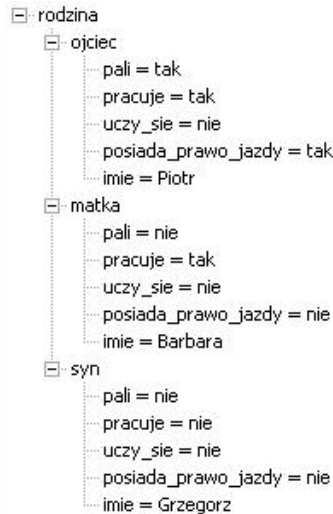 rodzina
ojciec
pali = tak
pracuje = tak
uczy_sie = nie
posiada_prawo_jazdy = tak
imie = Piotr
matka
pali = nie
pracuje = tak
uczy_sie = nie
posiada_prawo_jazdy = nie
imie = Barbara
syn
pali = nie
pracuje = nie
uczy_sie = nie
posiada_prawo_jazdy = nie
imie = Grzegorz